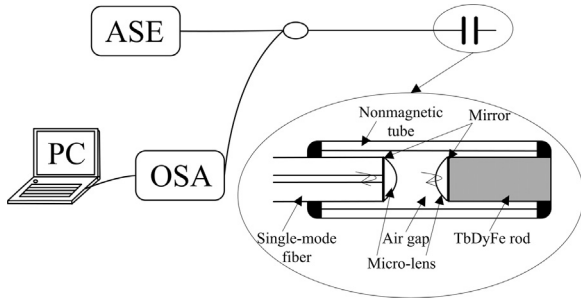 ASE
PC
OSA
Nonmagnetic
tube
Mirror
Single-mode
fiber
Air gap
Micro-lens
TbDyFe rod